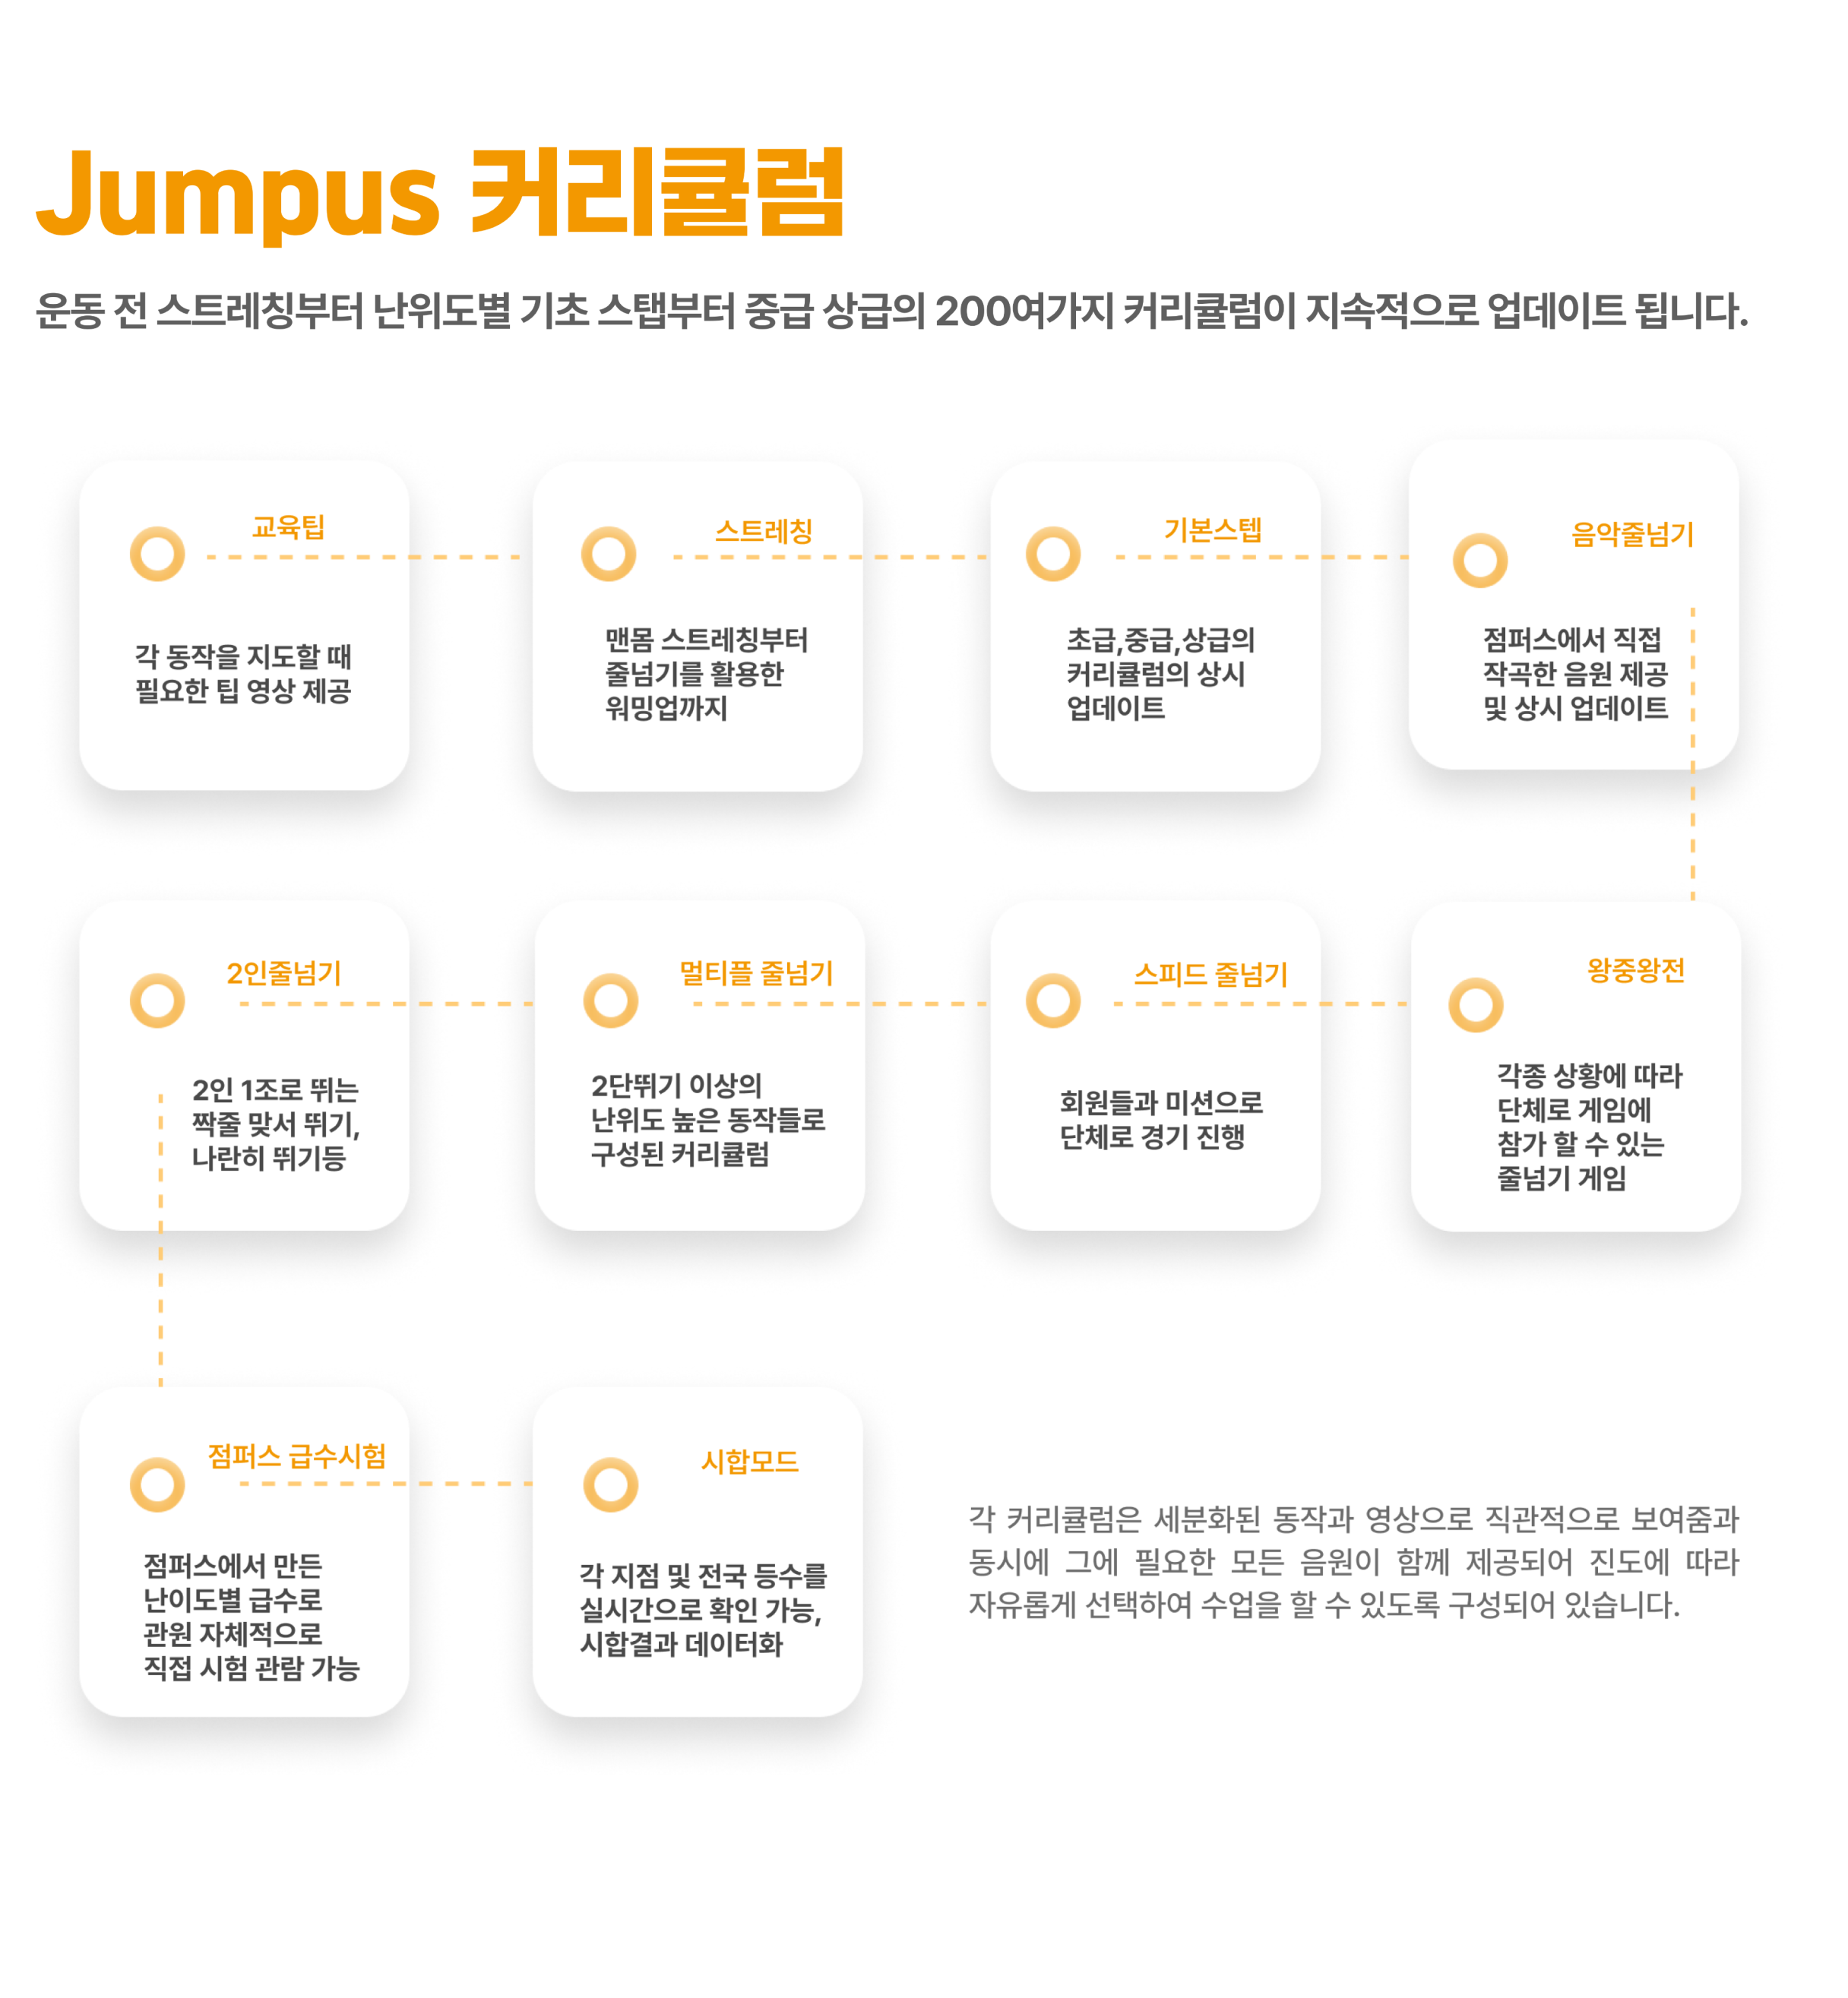 Jumpus 커리큘럼
운동 전 스트레칭부터 난위도별 기초 스탭부터 중급 상급의 200여가지 커리큘럼이 지속적으로 업데이트 됩니다.
교육팁
각 동작을 지도할 때
필요한 팁 영상 제공
스트레칭
맨몸 스트레칭부터
줄넘기를 활용한
워밍업까지
기본스텝
초급,중급,상급의
커리큘럼의 상시
업데이트
음악줄넘기
점퍼스에서 직접
작곡한 음원 제공
및 상시 업데이트
2인줄넘기
2인 1조로 뛰는
짝줄 맞서 뛰기,
나란히 뛰기등
멀티플 줄넘기
2단뛰기 이상의
난위도 높은 동작들로
구성된 커리큘럼
스피드 줄넘기
회원들과 미션으로
단체로 경기 진행
왕중왕전
각종 상황에 따라
단체로 게임에
참가 할 수 있는
줄넘기 게임
점퍼스 급수시험
점퍼스에서 만든
난이도별 급수로
관원 자체적으로
직접 시험 관람 가능
시합모드
각 지점 및 전국 등수를
실시간으로 확인 가능,
시합결과 데이터화
각 커리큘럼은 세분화된 동작과 영상으로 직관적으로 보여줌과
동시에 그에 필요한 모든 음원이 함께 제공되어 진도에 따라
자유롭게 선택하여 수업을 할 수 있도록 구성되어 있습니다.